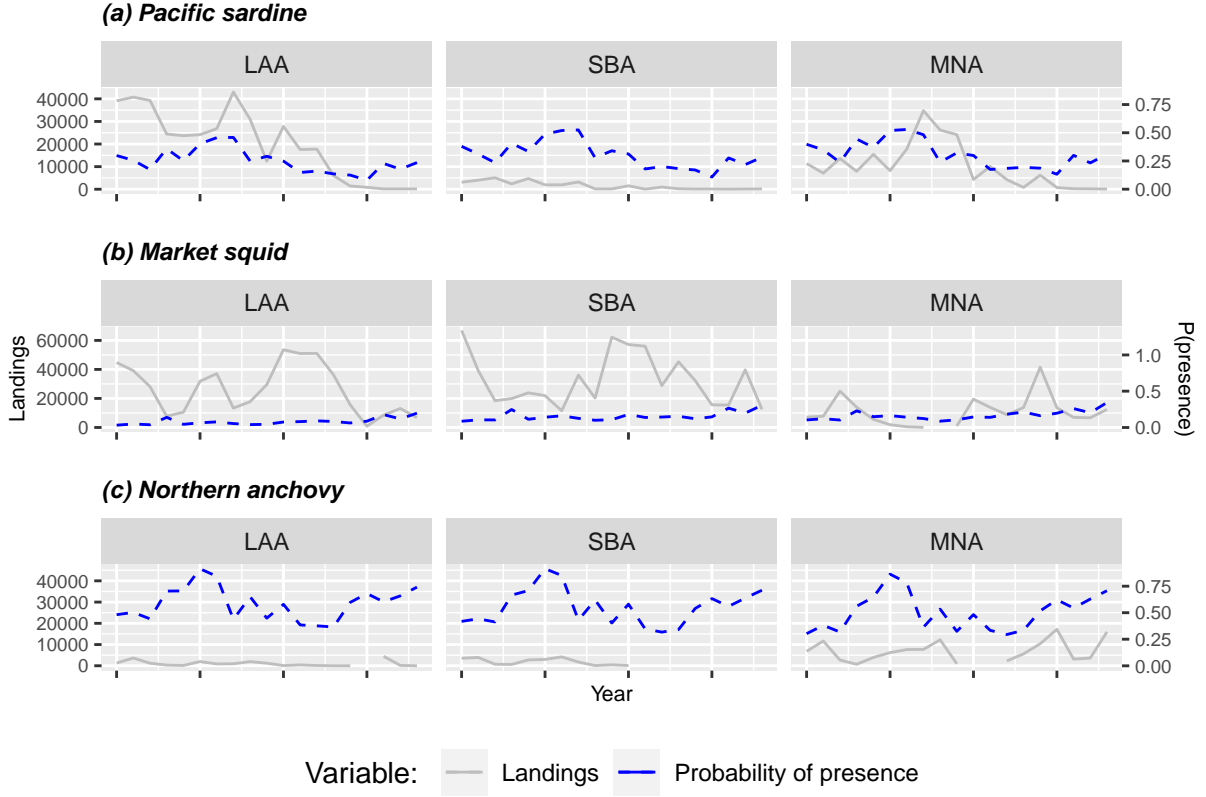 (a) Pacific sardine
LAA SBA MNA
40000
30000
20000
10000
0
0.75
0.50
0.25
0.00
(b) Market squid
LAA SBA MNA
60000
40000
20000
0
1.0
0.5
0.0
Landings
P(presence)
(c) Northern anchovy
LAA SBA MNA
40000
30000
20000
10000
0
0.75
0.50
0.25
0.00
Year
Variable: Landings Probability of presence